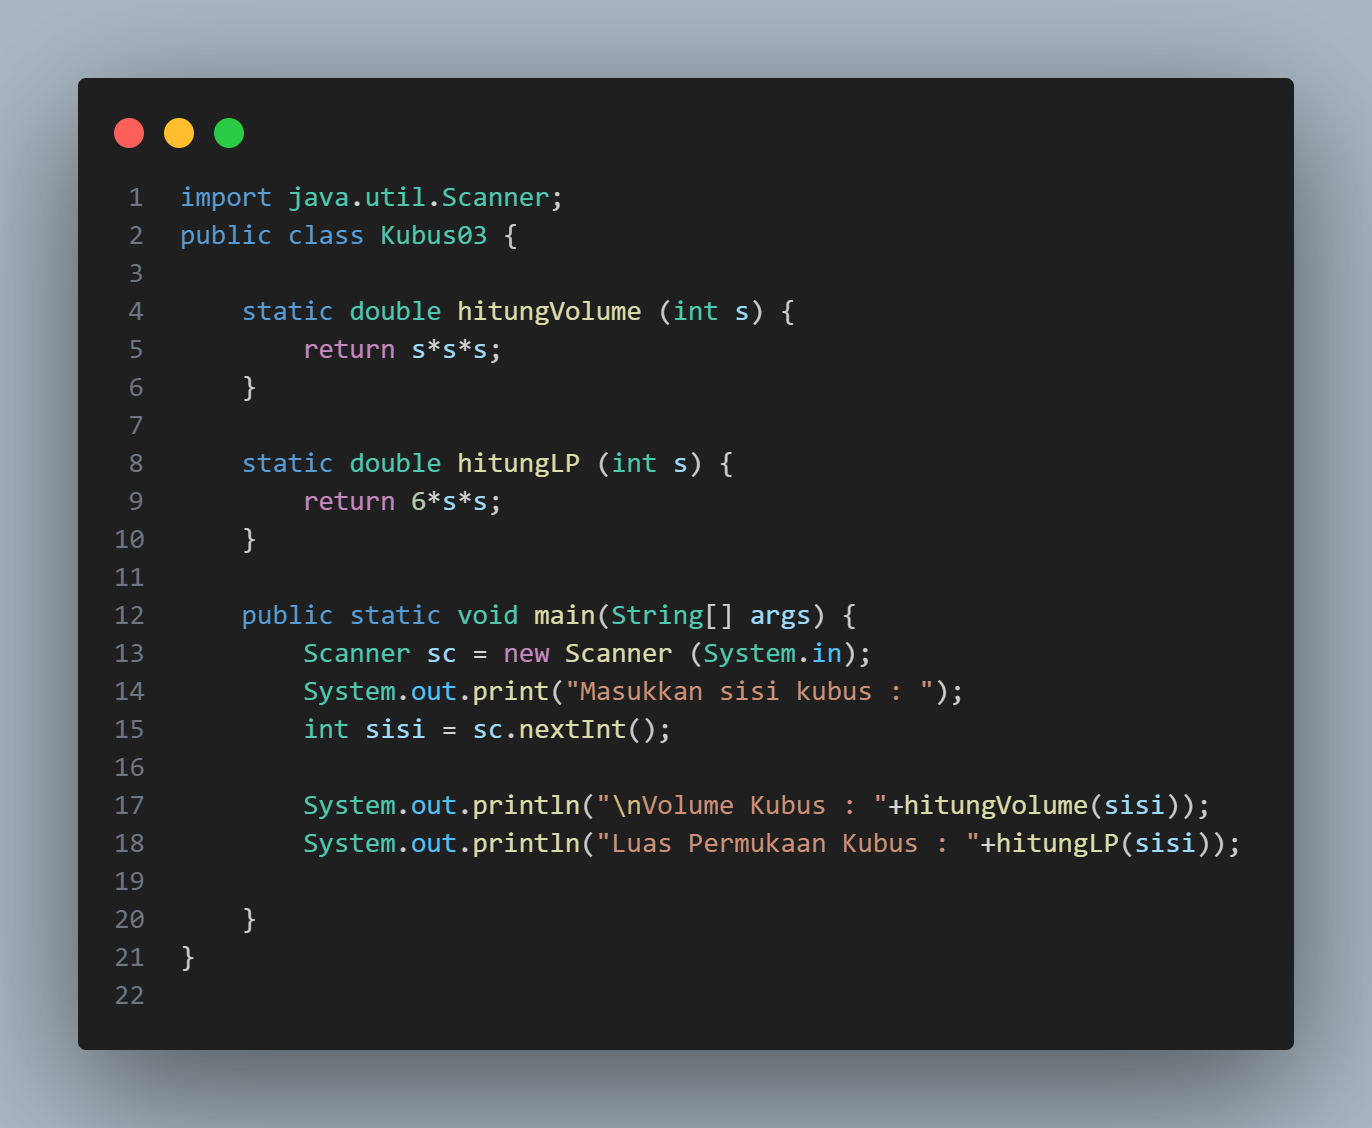 1 import java.util.Scanner;
2 public class Kubus03 {
3
4     static double hitungVolume (int s) {
5         return s*s*s;
6     }
7
8     static double hitungLP (int s) {
9         return 6*s*s;
10     }
11
12     public static void main(String[] args) {
13         Scanner sc = new Scanner (System.in);
14         System.out.print("Masukkan sisi kubus : ");
15         int sisi = sc.nextInt();
16
17         System.out.println("\nVolume Kubus : "+hitungVolume(sisi));
18         System.out.println("Luas Permukaan Kubus : "+hitungLP(sisi));
19
20     }
21 }
22